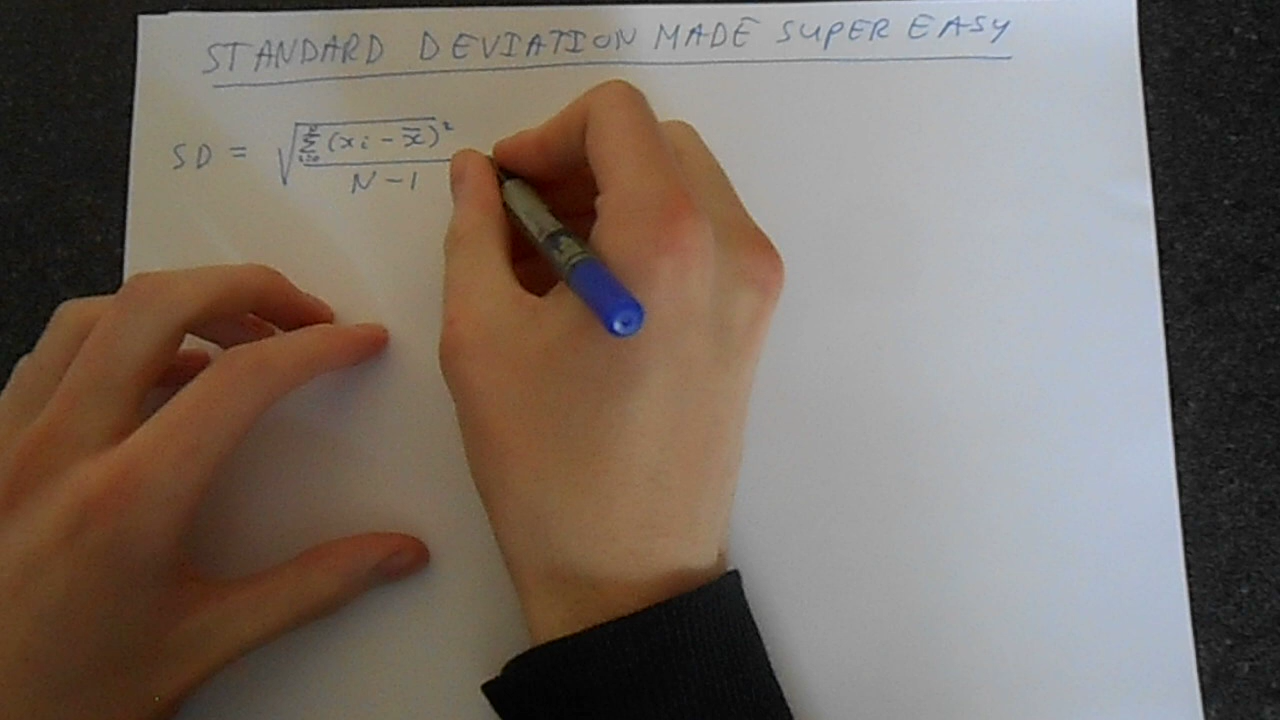 STANDARD DEVIATION MADE SUPER EASY
SD = √(Σ (xi - x̄)² / N - 1)